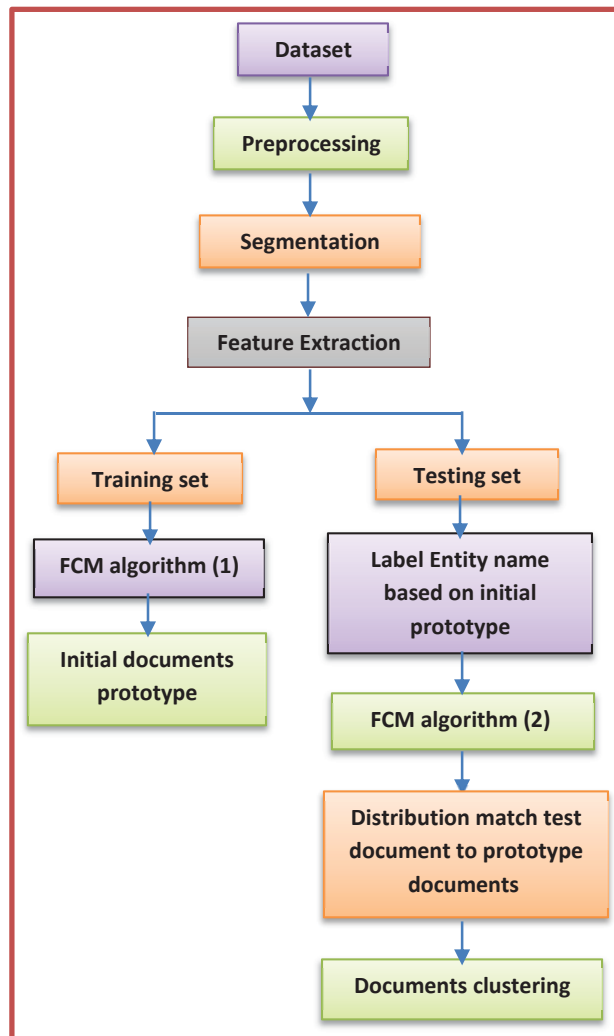 Dataset
Preprocessing
Segmentation
Feature Extraction
Training set
FCM algorithm (1)
Initial documents
prototype
Testing set
Label Entity name
based on initial
prototype
FCM algorithm (2)
Distribution match test
document to prototype
documents
Documents clustering